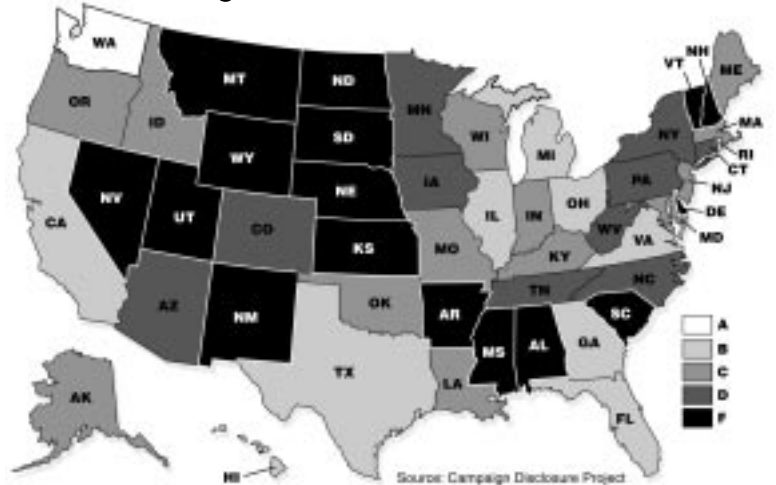 WA
MT
ND
MN
VT
NH
ME
OR
ID
SD
WI
NY
MA
WY
MI
RI
CT
NV
NE
IA
PA
NJ
CA
UT
CO
IL
IN
OH
WV
DE
MD
VA
KS
MO
KY
AZ
NM
OK
AR
TN
NC
TX
LA
MS
AL
GA
SC
FL
AK
HI
A
B
C
D
F
Source: Campaign Disclosure Project